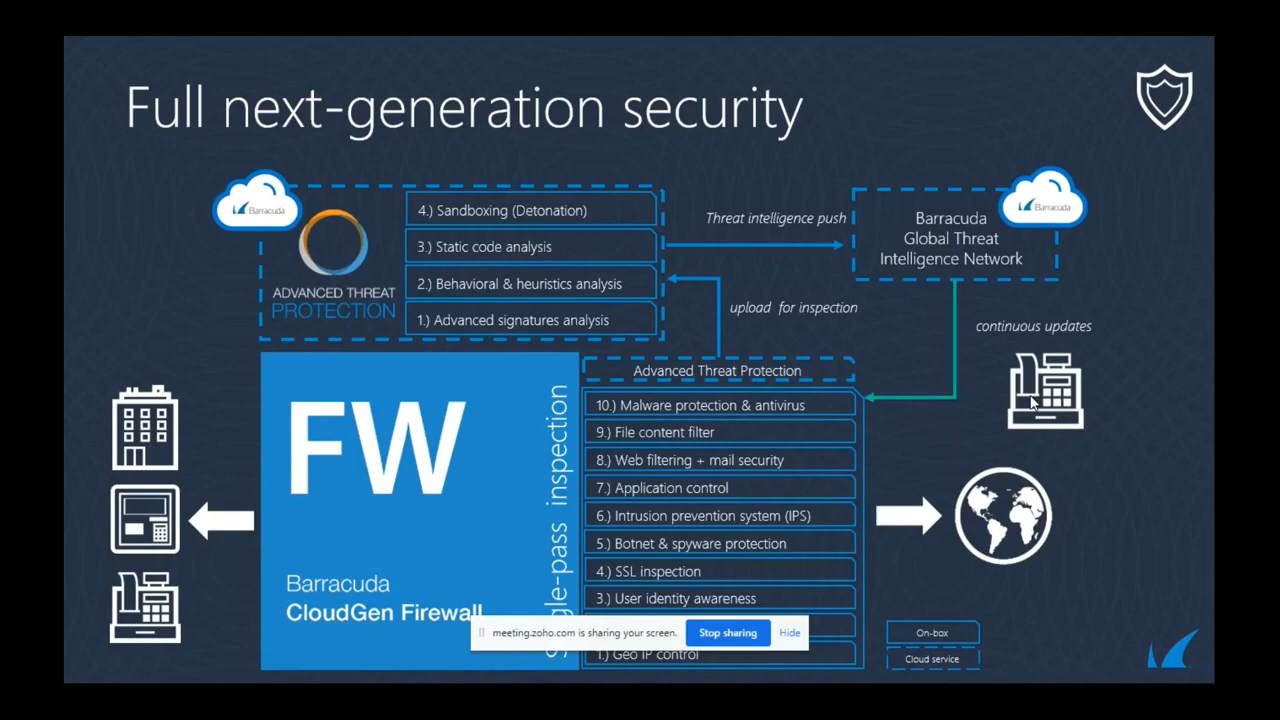 Full next-generation security
Barracuda
4.) Sandboxing (Detonation)
3.) Static code analysis
2.) Behavioral & heuristics analysis
1.) Advanced signatures analysis
ADVANCED THREAT
PROTECTION
Threat intelligence push
Barracuda
Barracuda
Global Threat
Intelligence Network
upload for inspection
continuous updates
Advanced Threat Protection
10.) Malware protection & antivirus
9.) File content filter
8.) Web filtering + mail security
7.) Application control
6.) Intrusion prevention system (IPS)
5.) Botnet & spyware protection
4.) SSL inspection
3.) User identity awareness
1.) Geo IP control
FW
inspection
Barracuda
CloudGen Firewall
meeting.zoho.com is sharing your screen.
Stop sharing
Hide
On-box
Cloud service